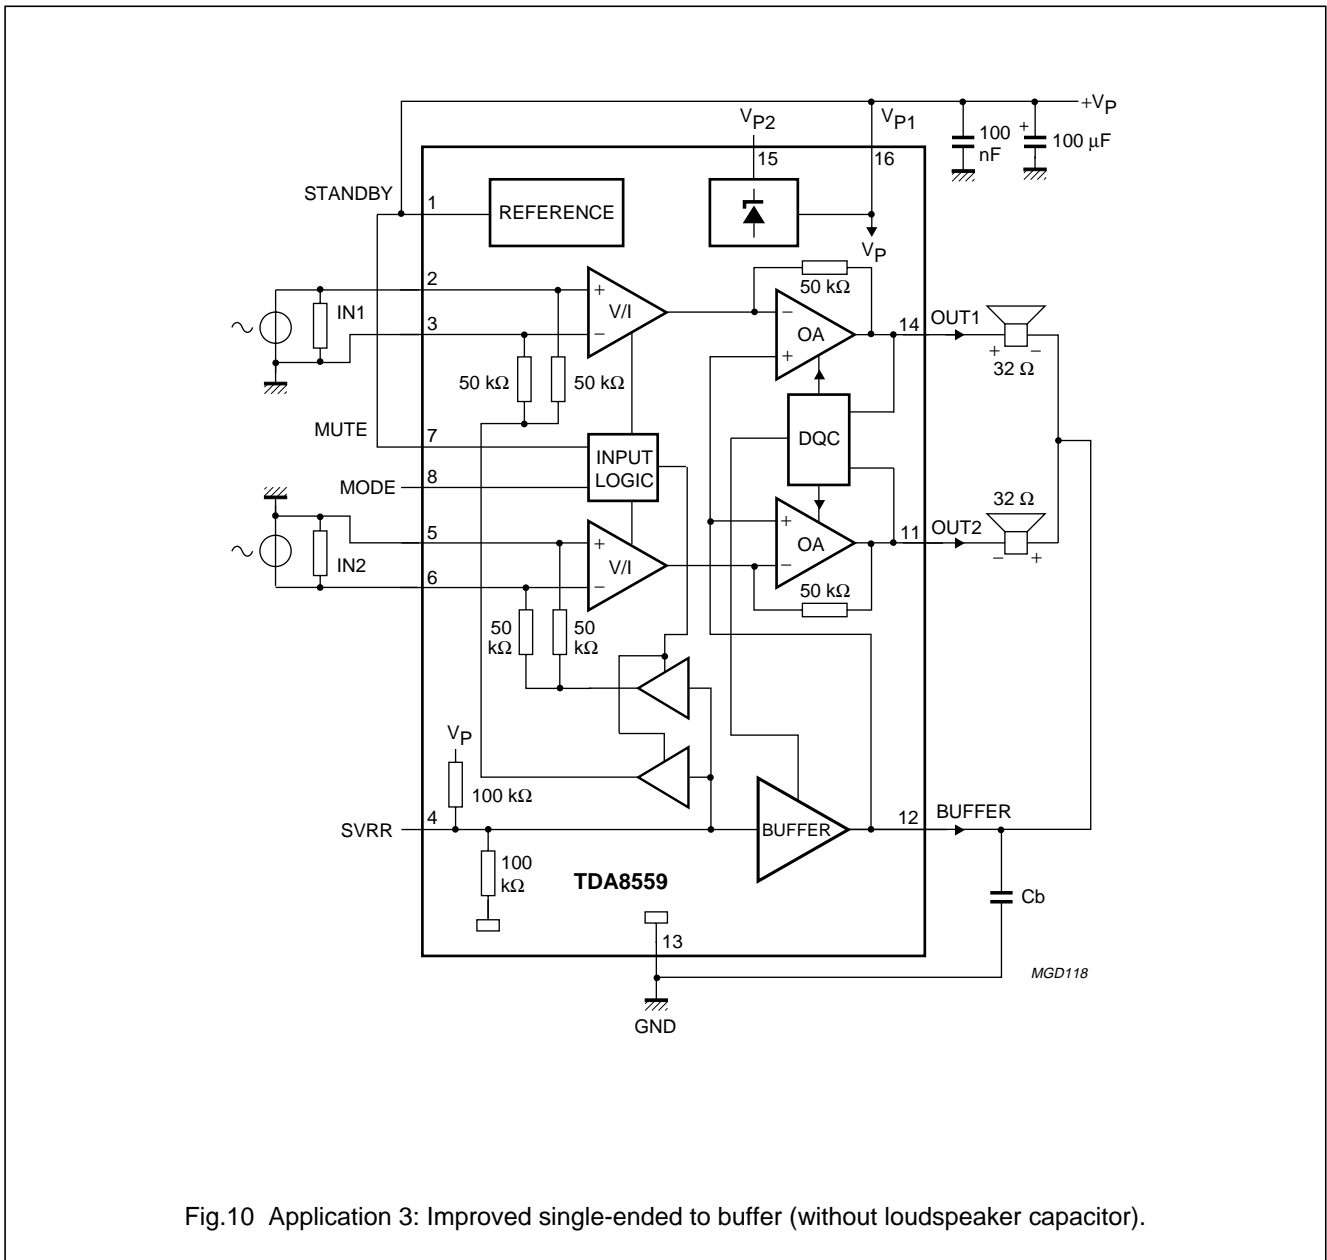 +VP
VP2
VP1
100
nF
+
100 µF
15
16
STANDBY
1
REFERENCE
VP
2
50 kΩ
+
V/I
−
IN1
3
−
OA
+
14
OUT1
+ −
32 Ω
50 kΩ
50 kΩ
MUTE
7
INPUT
LOGIC
DQC
MODE
8
32 Ω
5
+
V/I
−
+
OA
−
11
OUT2
− +
IN2
6
50 kΩ
50
kΩ
50
kΩ
VP
100 kΩ
SVRR
4
BUFFER
12
BUFFER
100
kΩ
TDA8559
Cb
13
MGD118
GND
Fig.10 Application 3: Improved single-ended to buffer (without loudspeaker capacitor).